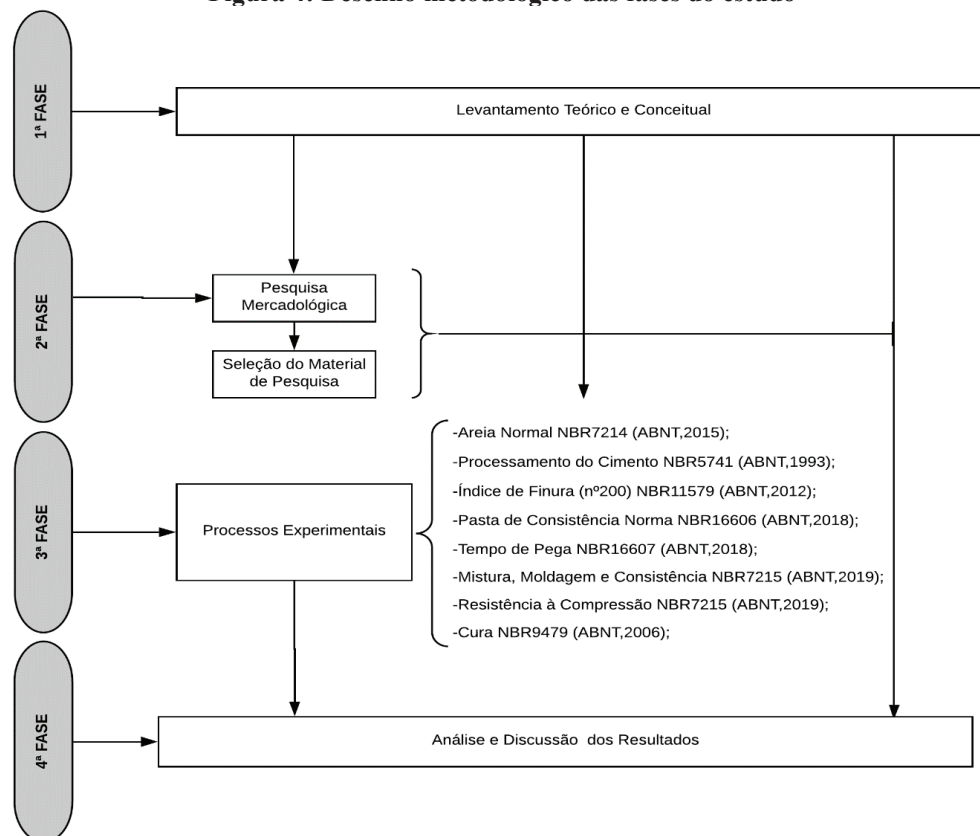 Figura 4: Desenho metodológico das fases do estudo
1ª FASE
Levantamento Teórico e Conceitual
2ª FASE
Pesquisa
Mercadológica
Seleção do Material
de Pesquisa
3ª FASE
Processos Experimentais
-Areia Normal NBR7214 (ABNT,2015);
-Processamento do Cimento NBR5741 (ABNT,1993);
-Índice de Finura (nº200) NBR11579 (ABNT,2012);
-Pasta de Consistência Norma NBR16606 (ABNT,2018);
-Tempo de Pega NBR16607 (ABNT,2018);
-Mistura, Moldagem e Consistência NBR7215 (ABNT,2019);
-Resistência à Compressão NBR7215 (ABNT,2019);
-Cura NBR9479 (ABNT,2006);
4ª FASE
Análise e Discussão dos Resultados